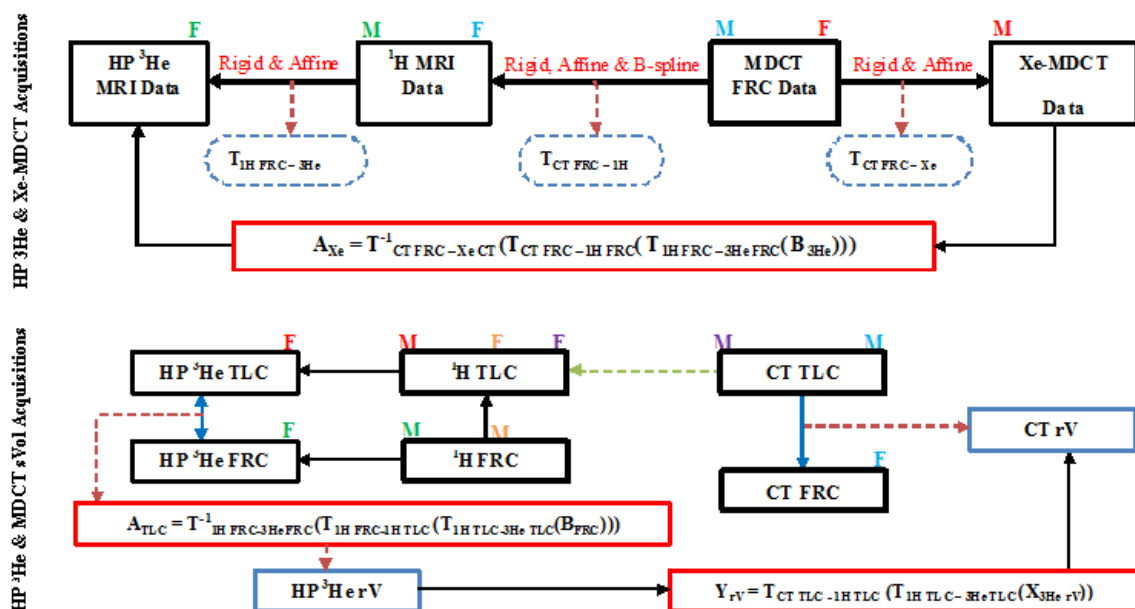 HP 3He & Xe-MDCT Acquisitions
F M F M F M
HP ³He
MRI Data
Rigid & Affine
¹H MRI
Data
Rigid, Affine & B-spline
MDCT
FRC Data
Rigid & Affine
Xe-MDCT
Data
T1H FRC – 3He
TCT FRC – 1H
TCT FRC – Xe
AXe = T⁻¹CT FRC – Xe CT (TCT FRC – 1H FRC( T1H FRC – 3He FRC( B 3He)))
HP ³He & MDCT sVol Acquisitions
F M F F M M
HP ³He TLC
¹H TLC
CT TLC
F M M
HP ³He FRC
¹H FRC
CT rV
F
CT FRC
ATLC = T⁻¹1H FRC-3He FRC(T1H FRC-1H TLC (T1H TLC-3He TLC(BFRC)))
HP ³He rV
YrV = TCT TLC -1H TLC (T1H TLC – 3He TLC(X3He rV))